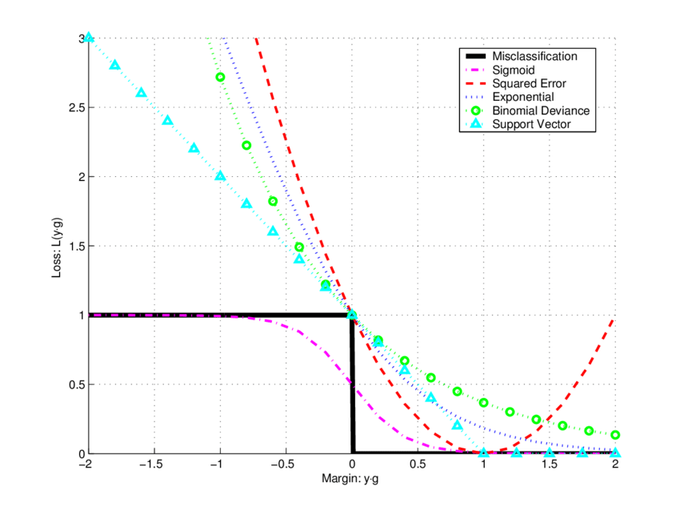 3
2.5
2
1.5
1
0.5
0
Loss: L(y·g)
−2
−1.5
−1
−0.5
0
0.5
1
1.5
2
Margin: y·g
Misclassification
Sigmoid
Squared Error
Exponential
Binomial Deviance
Support Vector